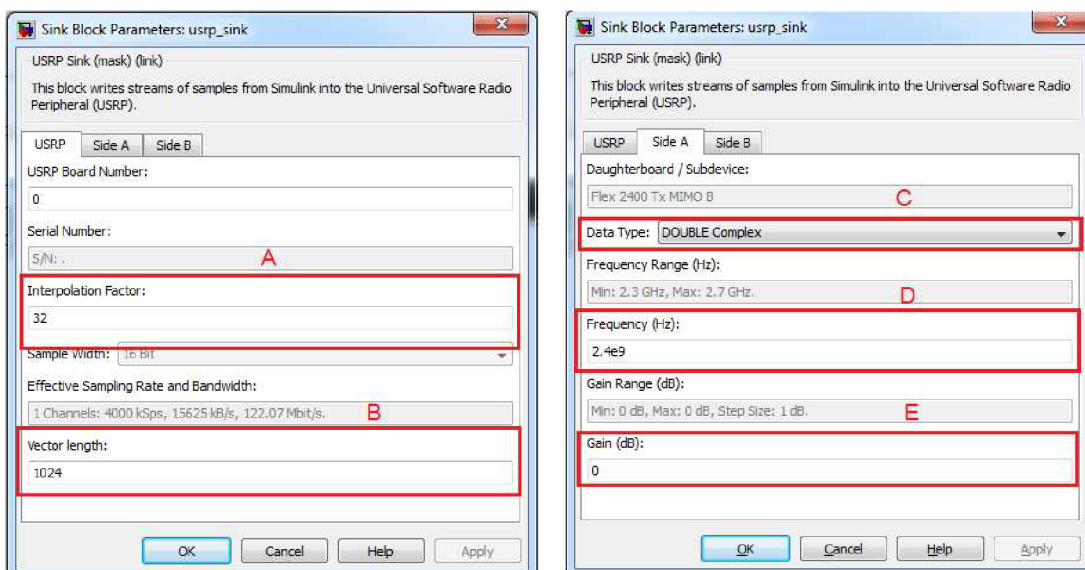 Sink Block Parameters: usrp_sink
USRP Sink (mask) (link)
This block writes streams of samples from Simulink into the Universal Software Radio
Peripheral (USRP).
USRP Side A Side B
USRP Board Number:
0
Serial Number:
S/N: .
A
Interpolation Factor:
32
Sample Width: 16 Bit
Effective Sampling Rate and Bandwidth:
1 Channels: 4000 kSps, 15625 kB/s, 122.07 Mbit/s.
B
Vector length:
1024
OK Cancel Help Apply
Sink Block Parameters: usrp_sink
USRP Sink (mask) (link)
This block writes streams of samples from Simulink into the Universal Software Radio
Peripheral (USRP).
USRP Side A Side B
Daughterboard / Subdevice:
Flex 2400 Tx MIMO B
C
Data Type: DOUBLE Complex
Frequency Range (Hz):
Min: 2.3 GHz, Max: 2.7 GHz.
D
Frequency (Hz):
2.4e9
Gain Range (dB):
Min: 0 dB, Max: 0 dB, Step Size: 1 dB.
E
Gain (dB):
0
OK Cancel Help Apply